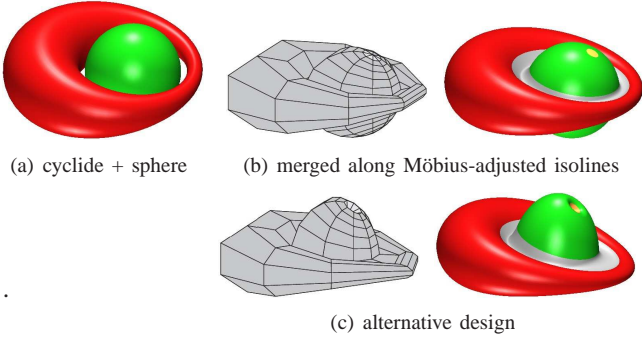 (a) cyclide + sphere
(b) merged along Möbius-adjusted isolines
.
(c) alternative design